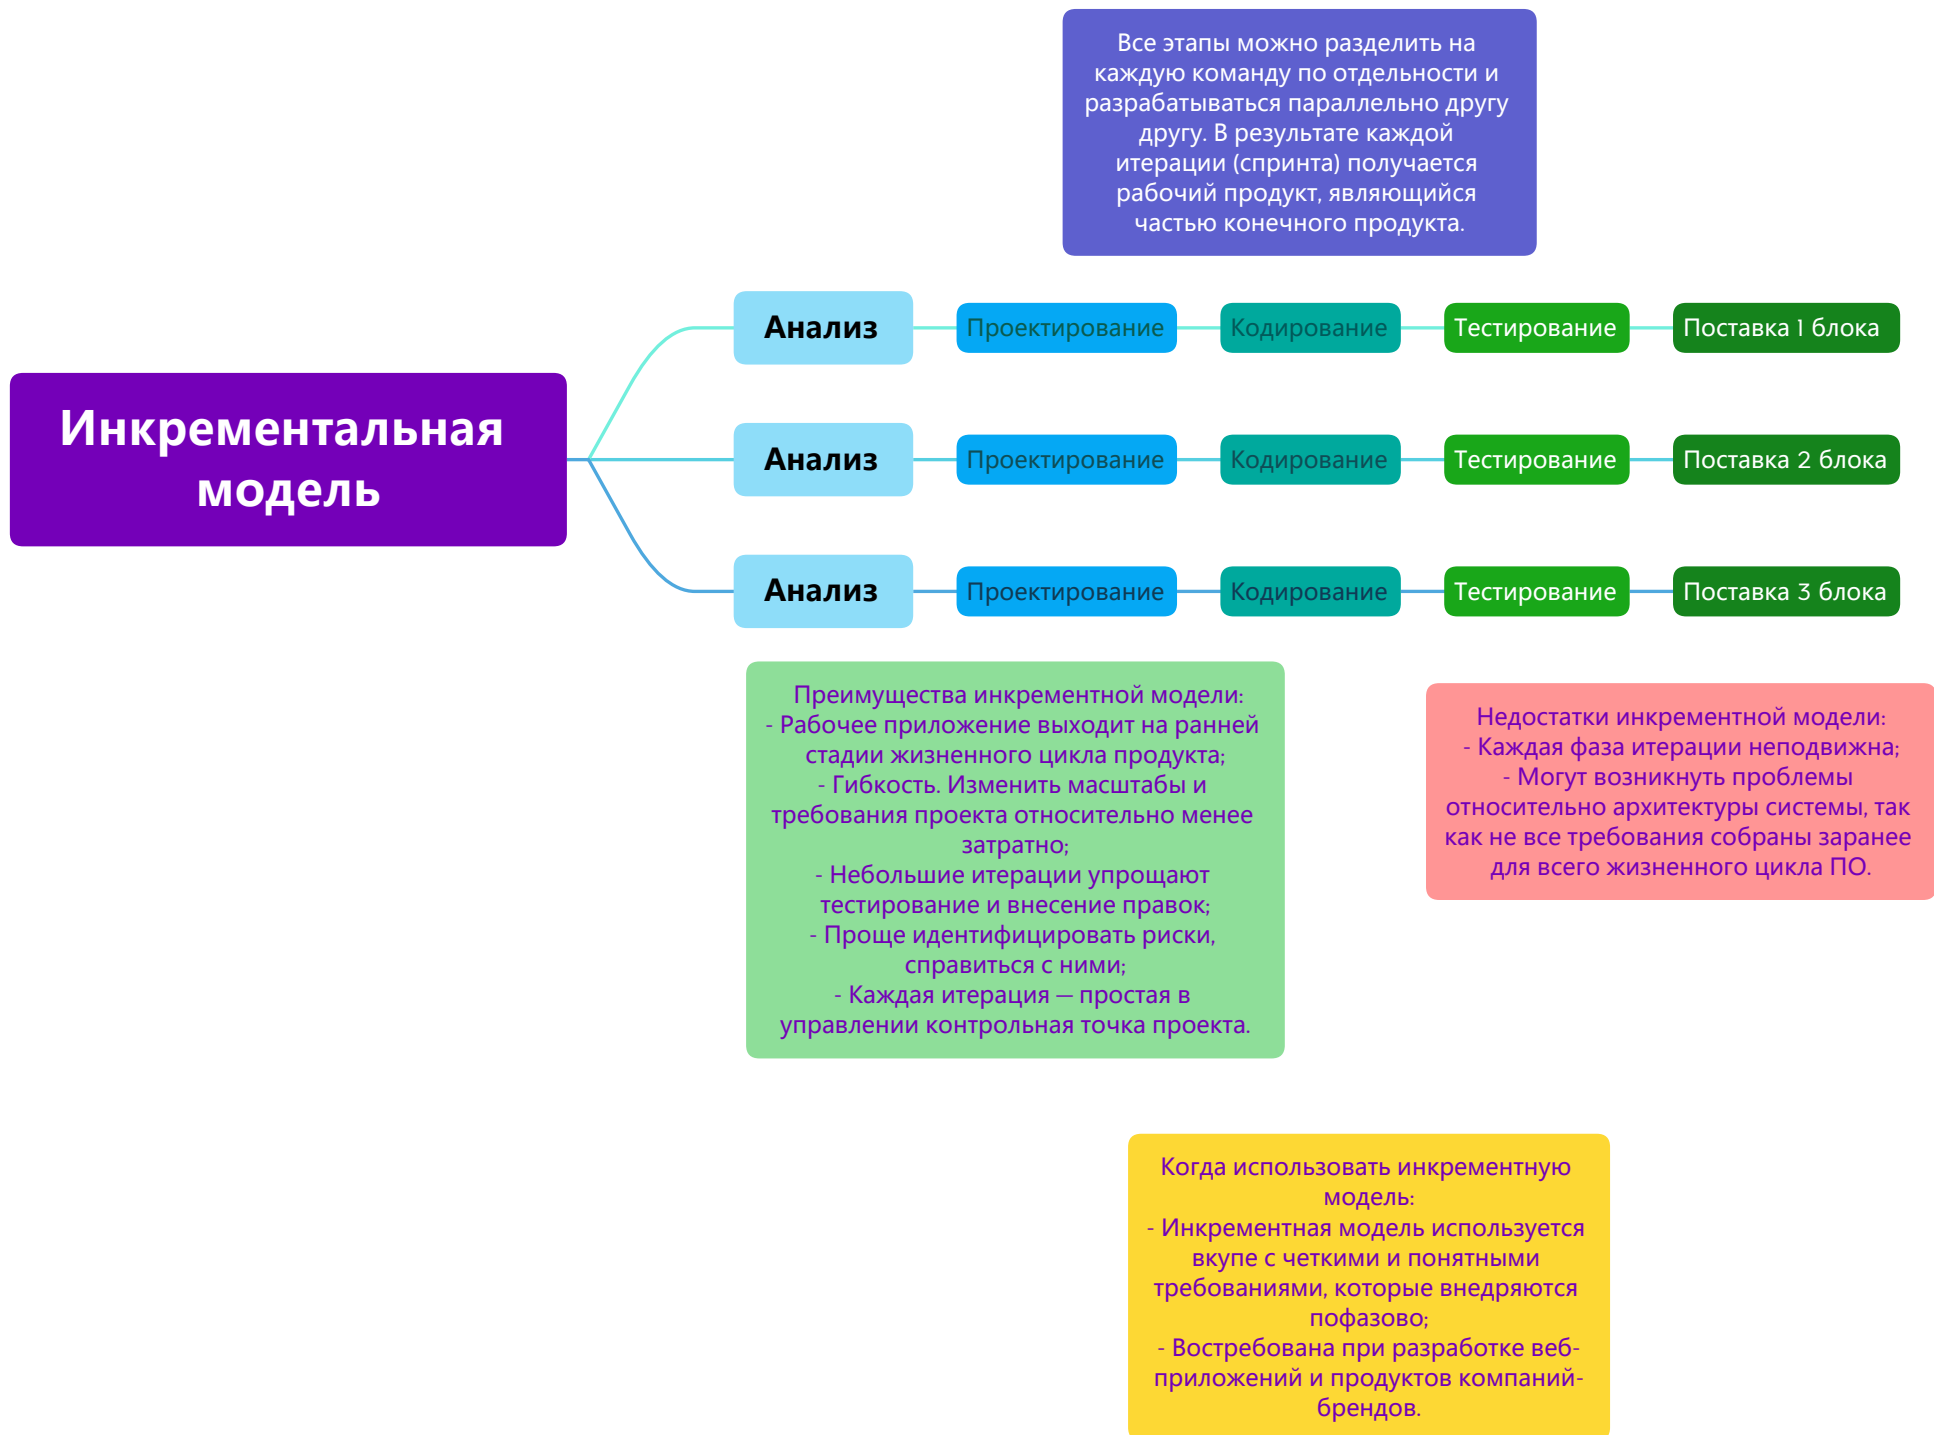 Все этапы можно разделить на
каждую команду по отдельности и
разрабатываться параллельно другу
другу. В результате каждой
итерации (спринта) получается
рабочий продукт, являющийся
частью конечного продукта.
Инкрементальная
модель
Анализ
Проектирование
Кодирование
Тестирование
Поставка 1 блока
Анализ
Проектирование
Кодирование
Тестирование
Поставка 2 блока
Анализ
Проектирование
Кодирование
Тестирование
Поставка 3 блока
Преимущества инкрементной модели:
- Рабочее приложение выходит на ранней
стадии жизненного цикла продукта;
- Гибкость. Изменить масштабы и
требования проекта относительно менее
затратно;
- Небольшие итерации упрощают
тестирование и внесение правок;
- Проще идентифицировать риски,
справиться с ними;
- Каждая итерация — простая в
управлении контрольная точка проекта.
Недостатки инкрементной модели:
- Каждая фаза итерации неподвижна;
- Могут возникнуть проблемы
относительно архитектуры системы, так
как не все требования собраны заранее
для всего жизненного цикла ПО.
Когда использовать инкрементную
модель:
- Инкрементная модель используется
вкупе с четкими и понятными
требованиями, которые внедряются
пофазово;
- Востребована при разработке веб-
приложений и продуктов компаний-
брендов.